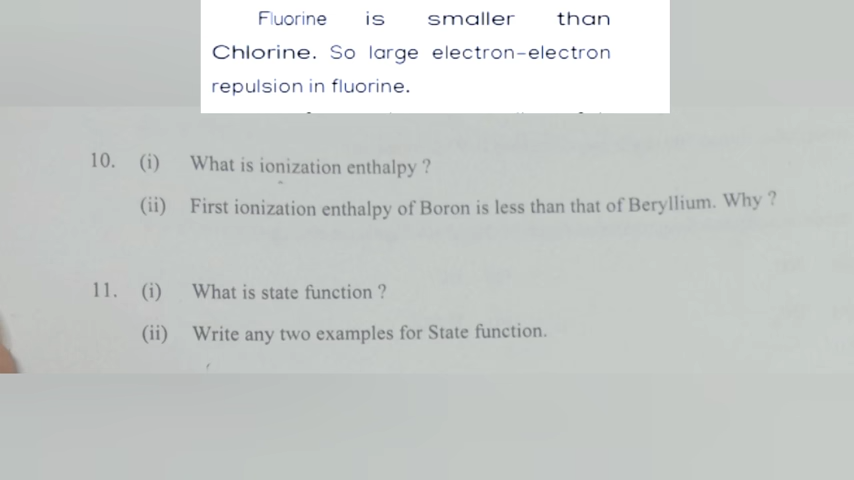 Fluorine is smaller than
Chlorine. So large electron-electron
repulsion in fluorine.
10. (i) What is ionization enthalpy ?
(ii) First ionization enthalpy of Boron is less than that of Beryllium. Why ?
11. (i) What is state function ?
(ii) Write any two examples for State function.